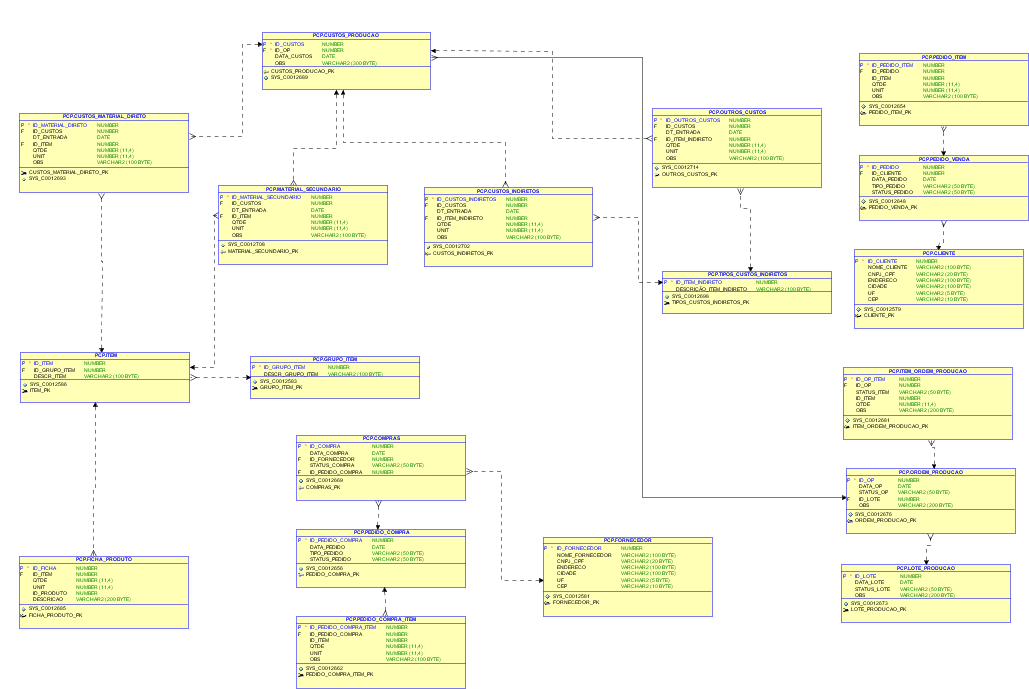 PCP.CUSTOS_PRODUCAO
P * ID_CUSTOS NUMBER
F * ID_OP NUMBER
DATA_CUSTOS DATE
OBS VARCHAR2 (300 BYTE)
CUSTOS_PRODUCAO_PK
SYS_C0012689
PCP.PEDIDO_ITEM
P * ID_PEDIDO_ITEM NUMBER
F ID_PEDIDO NUMBER
ID_ITEM NUMBER
QTDE NUMBER (11,4)
UNIT NUMBER (11,4)
OBS VARCHAR2 (100 BYTE)
SYS_C0012654
PEDIDO_ITEM_PK
PCP.CUSTOS_MATERIAL_DIRETO
P * ID_MATERIAL_DIRETO NUMBER
F ID_CUSTOS NUMBER
DT_ENTRADA DATE
F ID_ITEM NUMBER
QTDE NUMBER (11,4)
UNIT NUMBER (11,4)
OBS VARCHAR2 (100 BYTE)
CUSTOS_MATERIAL_DIRETO_PK
SYS_C0012693
PCP.OUTROS_CUSTOS
P * ID_OUTROS_CUSTOS NUMBER
F ID_CUSTOS NUMBER
DT_ENTRADA DATE
F ID_ITEM_INDIRETO NUMBER
QTDE NUMBER (11,4)
UNIT NUMBER (11,4)
OBS VARCHAR2 (100 BYTE)
SYS_C0012714
OUTROS_CUSTOS_PK
PCP.PEDIDO_VENDA
P * ID_PEDIDO NUMBER
F ID_CLIENTE NUMBER
DATA_PEDIDO DATE
TIPO_PEDIDO VARCHAR2 (50 BYTE)
STATUS_PEDIDO VARCHAR2 (50 BYTE)
SYS_C0012648
PEDIDO_VENDA_PK
PCP.MATERIAL_SECUNDARIO
P * ID_MATERIAL_SECUNDARIO NUMBER
F ID_CUSTOS NUMBER
DT_ENTRADA DATE
F ID_ITEM NUMBER
QTDE NUMBER (11,4)
UNIT NUMBER (11,4)
OBS VARCHAR2 (100 BYTE)
SYS_C0012708
MATERIAL_SECUNDARIO_PK
PCP.CUSTOS_INDIRETOS
P * ID_CUSTOS_INDIRETOS NUMBER
F ID_CUSTOS NUMBER
DT_ENTRADA DATE
F ID_ITEM_INDIRETO NUMBER
QTDE NUMBER (11,4)
UNIT NUMBER (11,4)
OBS VARCHAR2 (100 BYTE)
SYS_C0012702
CUSTOS_INDIRETOS_PK
PCP.CLIENTE
P * ID_CLIENTE NUMBER
NOME_CLIENTE VARCHAR2 (100 BYTE)
CNPJ_CPF VARCHAR2 (20 BYTE)
ENDERECO VARCHAR2 (100 BYTE)
CIDADE VARCHAR2 (100 BYTE)
UF VARCHAR2 (5 BYTE)
CEP VARCHAR2 (10 BYTE)
SYS_C0012579
CLIENTE_PK
PCP.TIPOS_CUSTOS_INDIRETOS
P * ID_ITEM_INDIRETO NUMBER
DESCRIÇÃO_ITEM_INDIRETO VARCHAR2 (100 BYTE)
SYS_C0012698
TIPOS_CUSTOS_INDIRETOS_PK
PCP.ITEM
P * ID_ITEM NUMBER
F ID_GRUPO_ITEM NUMBER
DESCR_ITEM VARCHAR2 (100 BYTE)
SYS_C0012586
ITEM_PK
PCP.GRUPO_ITEM
P * ID_GRUPO_ITEM NUMBER
DESCR_GRUPO_ITEM VARCHAR2 (100 BYTE)
SYS_C0012583
GRUPO_ITEM_PK
PCP.ITEM_ORDEM_PRODUCAO
P * ID_OP_ITEM NUMBER
F ID_OP NUMBER
STATUS_ITEM VARCHAR2 (50 BYTE)
ID_ITEM NUMBER
QTDE NUMBER (11,4)
OBS VARCHAR2 (200 BYTE)
SYS_C0012681
ITEM_ORDEM_PRODUCAO_PK
PCP.COMPRAS
P * ID_COMPRA NUMBER
DATA_COMPRA DATE
F ID_FORNECEDOR NUMBER
STATUS_COMPRA VARCHAR2 (50 BYTE)
F ID_PEDIDO_COMPRA NUMBER
SYS_C0012669
COMPRAS_PK
PCP.ORDEM_PRODUCAO
P * ID_OP NUMBER
DATA_OP DATE
STATUS_OP VARCHAR2 (50 BYTE)
F ID_LOTE NUMBER
OBS VARCHAR2 (200 BYTE)
SYS_C0012676
ORDEM_PRODUCAO_PK
PCP.PEDIDO_COMPRA
P * ID_PEDIDO_COMPRA NUMBER
DATA_PEDIDO DATE
TIPO_PEDIDO VARCHAR2 (50 BYTE)
STATUS_PEDIDO VARCHAR2 (50 BYTE)
SYS_C0012656
PEDIDO_COMPRA_PK
PCP.FORNECEDOR
P * ID_FORNECEDOR NUMBER
NOME_FORNECEDOR VARCHAR2 (100 BYTE)
CNPJ_CPF VARCHAR2 (20 BYTE)
ENDERECO VARCHAR2 (100 BYTE)
CIDADE VARCHAR2 (100 BYTE)
UF VARCHAR2 (5 BYTE)
CEP VARCHAR2 (10 BYTE)
SYS_C0012581
FORNECEDOR_PK
PCP.FICHA_PRODUTO
P * ID_FICHA NUMBER
F ID_ITEM NUMBER
QTDE NUMBER (11,4)
UNIT NUMBER (11,4)
ID_PRODUTO NUMBER
DESCRICAO VARCHAR2 (200 BYTE)
SYS_C0012685
FICHA_PRODUTO_PK
PCP.LOTE_PRODUCAO
P * ID_LOTE NUMBER
DATA_LOTE DATE
STATUS_LOTE VARCHAR2 (50 BYTE)
OBS VARCHAR2 (200 BYTE)
SYS_C0012673
LOTE_PRODUCAO_PK
PCP.PEDIDO_COMPRA_ITEM
P * ID_PEDIDO_COMPRA_ITEM NUMBER
F ID_PEDIDO_COMPRA NUMBER
ID_ITEM NUMBER
QTDE NUMBER (11,4)
UNIT NUMBER (11,4)
OBS VARCHAR2 (100 BYTE)
SYS_C0012662
PEDIDO_COMPRA_ITEM_PK